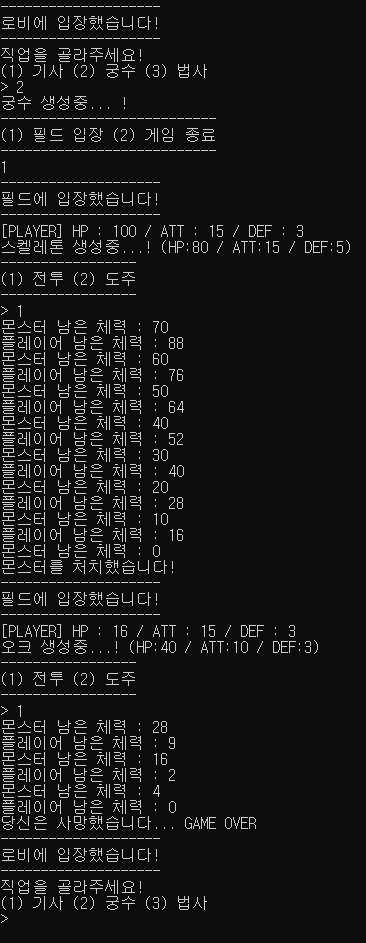 --------------------
로비에 입장했습니다!
--------------------
직업을 골라주세요!
(1) 기사 (2) 궁수 (3) 법사
> 2
궁수 생성중... !
---------------------------
(1) 필드 입장 (2) 게임 종료
---------------------------
1
--------------------
필드에 입장했습니다!
--------------------
[PLAYER] HP : 100 / ATT : 15 / DEF : 3
스켈레톤 생성중...! (HP:80 / ATT:15 / DEF:5)
-----------------
(1) 전투 (2) 도주
-----------------
> 1
몬스터 남은 체력 : 70
플레이어 남은 체력 : 88
몬스터 남은 체력 : 60
플레이어 남은 체력 : 76
몬스터 남은 체력 : 50
플레이어 남은 체력 : 64
몬스터 남은 체력 : 40
플레이어 남은 체력 : 52
몬스터 남은 체력 : 30
플레이어 남은 체력 : 40
몬스터 남은 체력 : 20
플레이어 남은 체력 : 28
몬스터 남은 체력 : 10
플레이어 남은 체력 : 16
몬스터 남은 체력 : 0
몬스터를 처치했습니다!
--------------------
필드에 입장했습니다!
--------------------
[PLAYER] HP : 16 / ATT : 15 / DEF : 3
오크 생성중...! (HP:40 / ATT:10 / DEF:3)
-----------------
(1) 전투 (2) 도주
-----------------
> 1
몬스터 남은 체력 : 28
플레이어 남은 체력 : 9
몬스터 남은 체력 : 16
플레이어 남은 체력 : 2
몬스터 남은 체력 : 4
플레이어 남은 체력 : 0
당신은 사망했습니다... GAME OVER
--------------------
로비에 입장했습니다!
--------------------
직업을 골라주세요!
(1) 기사 (2) 궁수 (3) 법사
>